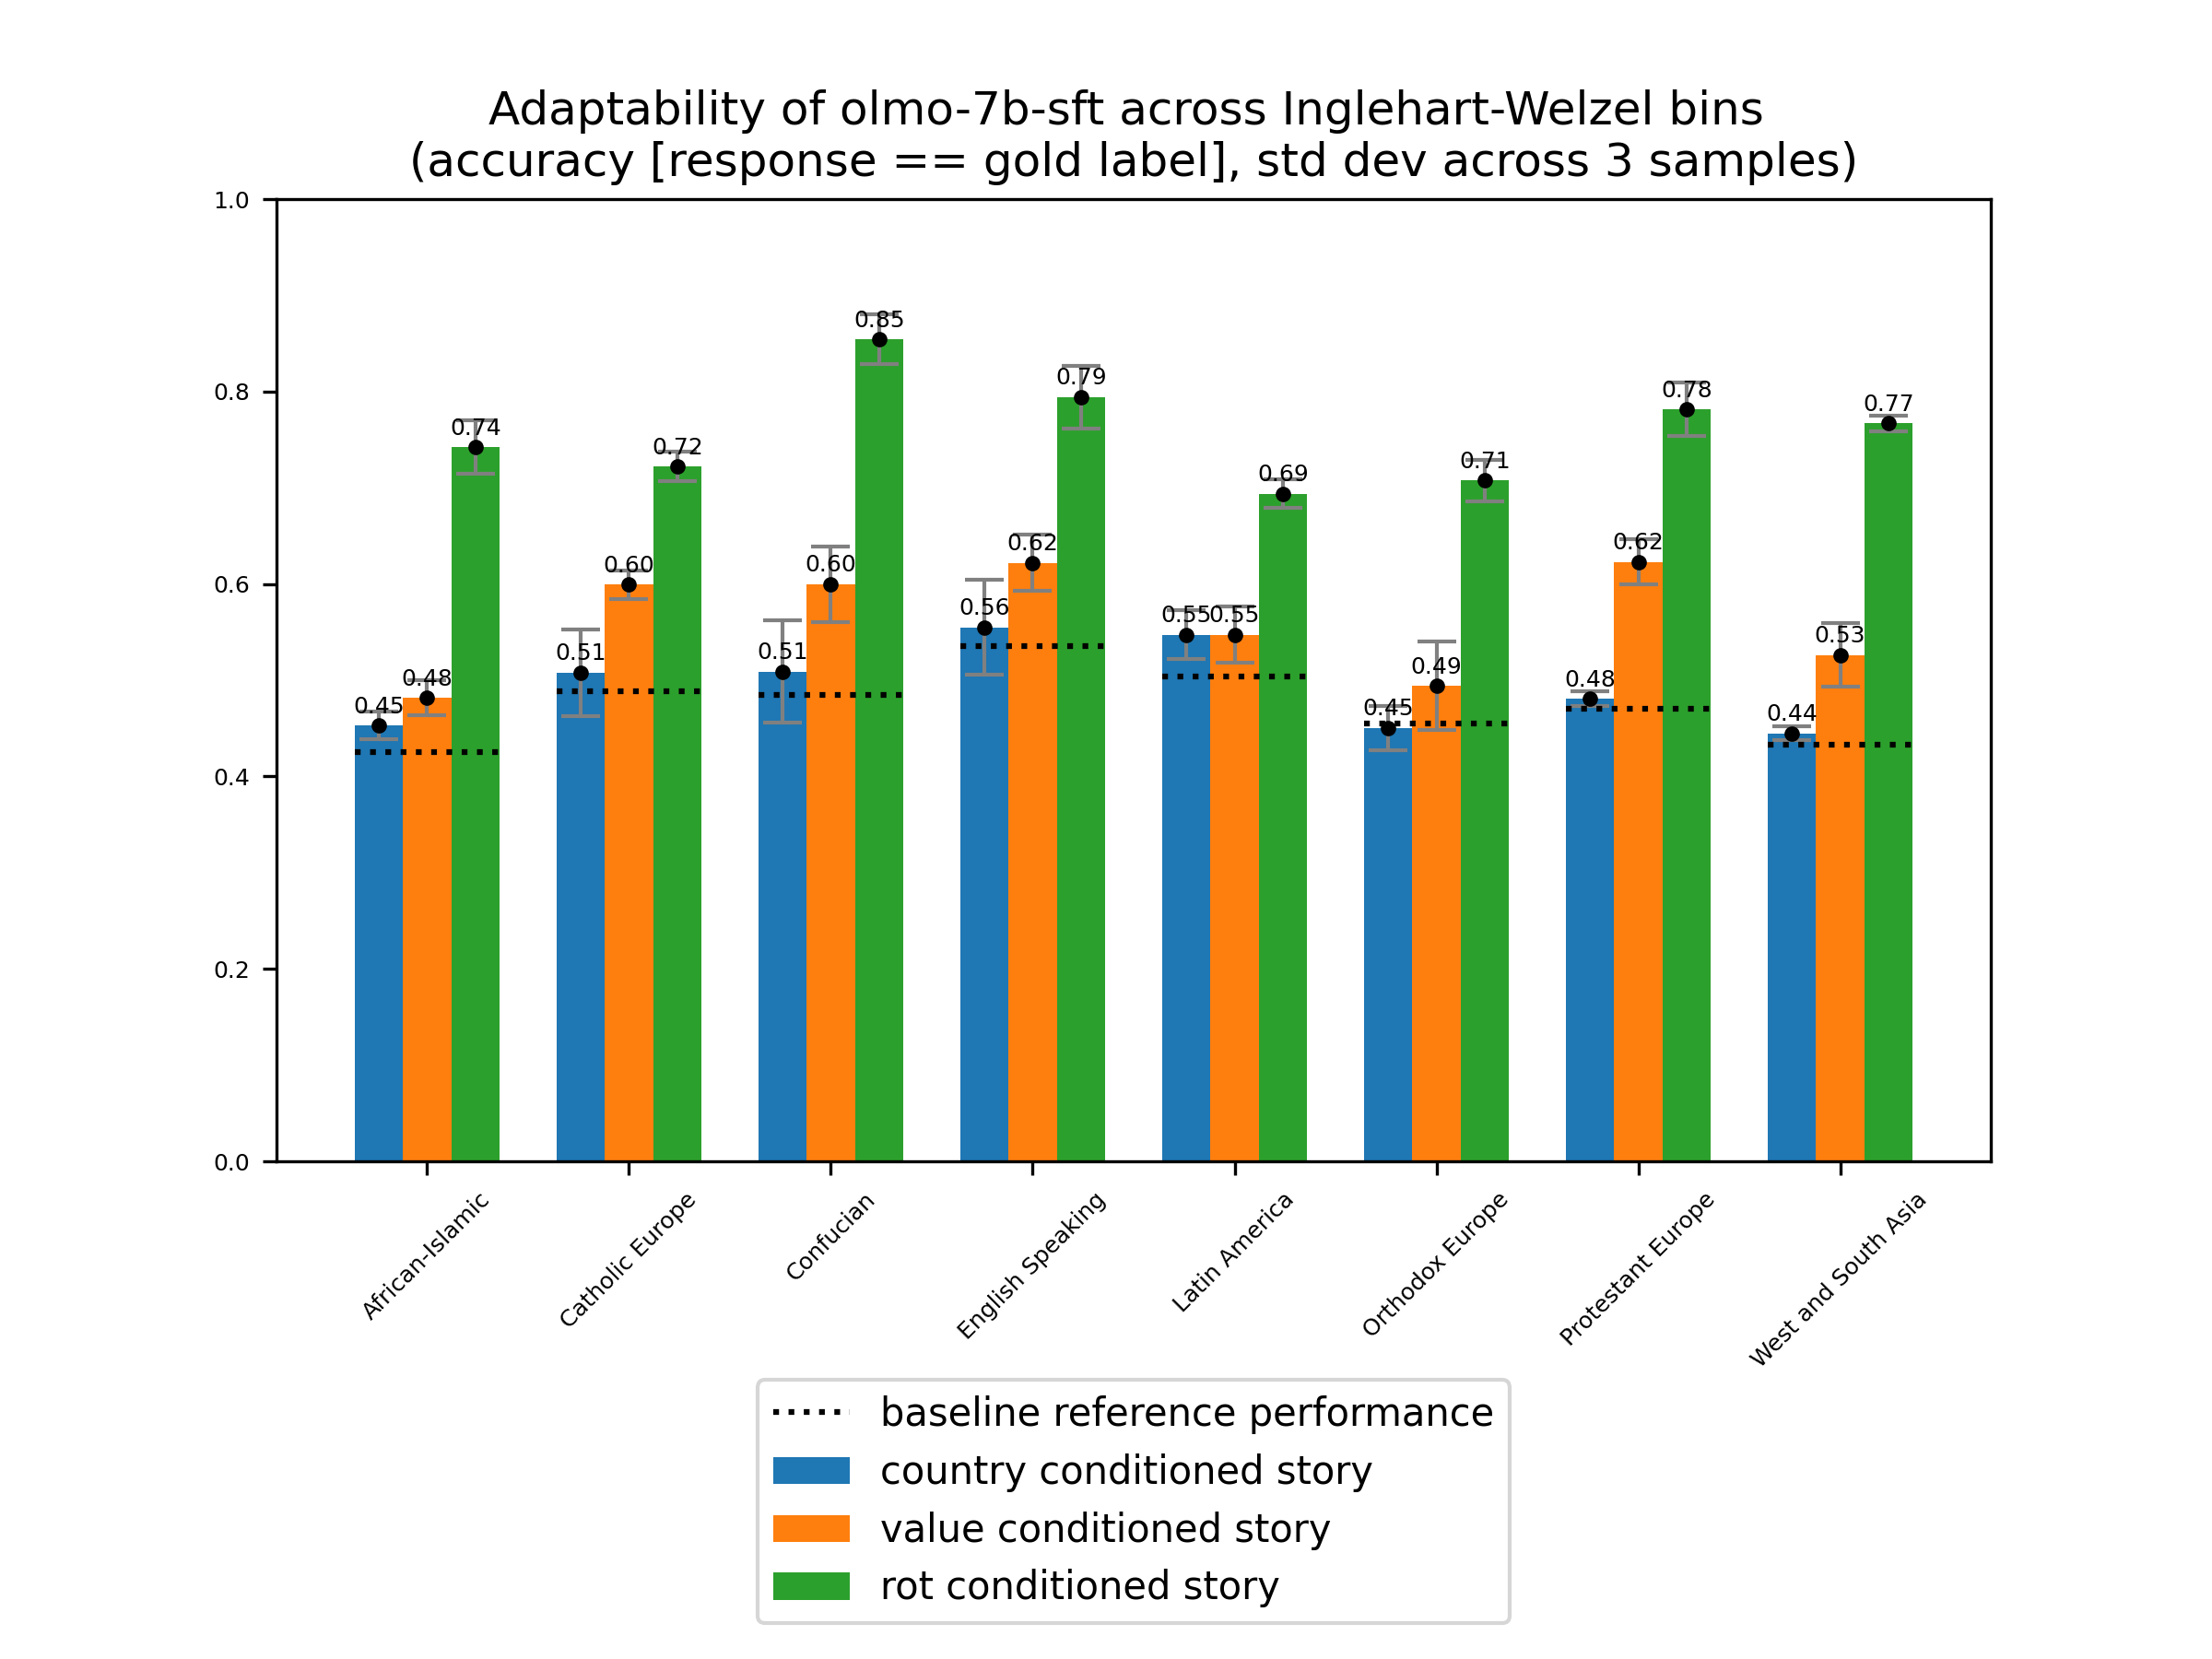 Adaptability of olmo-7b-sft across Inglehart-Welzel bins
(accuracy [response == gold label], std dev across 3 samples)
1.0
0.8
0.6
0.4
0.2
0.0
0.45
0.48
0.74
0.51
0.60
0.72
0.51
0.60
0.85
0.56
0.62
0.79
0.55
0.55
0.69
0.45
0.49
0.71
0.48
0.62
0.78
0.44
0.53
0.77
African-Islamic
Catholic Europe
Confucian
English Speaking
Latin America
Orthodox Europe
Protestant Europe
West and South Asia
baseline reference performance
country conditioned story
value conditioned story
rot conditioned story